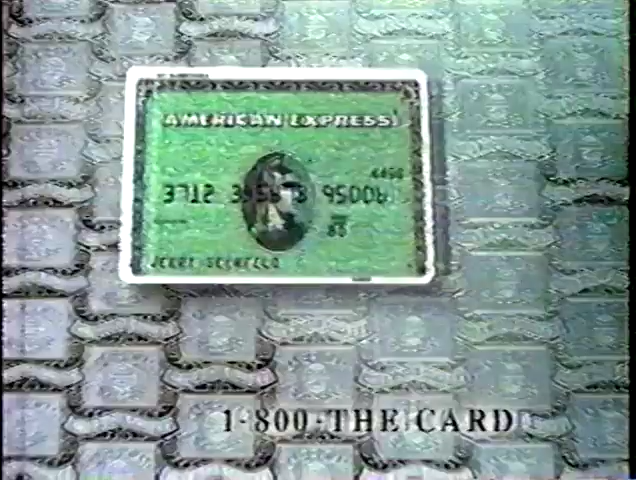 AMERICAN EXPRESS
3712 95006
JERRY SEINFELD
1-800-THE CARD